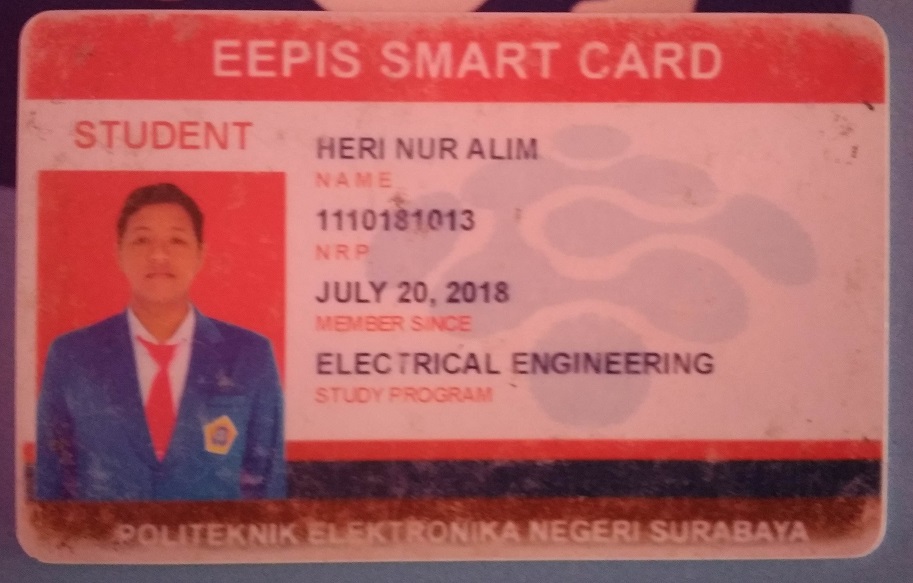 EEPIS SMART CARD
STUDENT
HERI NUR ALIM
NAME
1110181013
NRP
JULY 20, 2018
MEMBER SINCE
ELECTRICAL ENGINEERING
STUDY PROGRAM
POLITEKNIK ELEKTRONIKA NEGERI SURABAYA